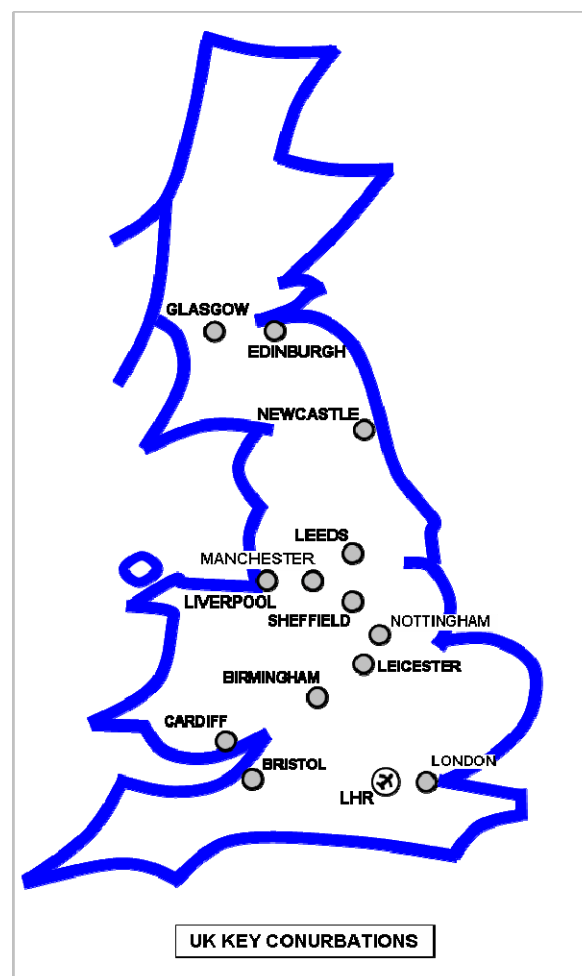 GLASGOW
EDINBURGH
NEWCASTLE
LEEDS
MANCHESTER
LIVERPOOL
SHEFFIELD
NOTTINGHAM
LEICESTER
BIRMINGHAM
CARDIFF
BRISTOL
LONDON
LHR
UK KEY CONURBATIONS